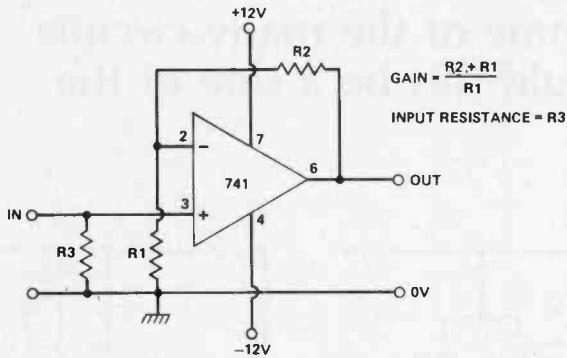 +12V
R2
GAIN = R2 + R1
R1
INPUT RESISTANCE = R3
2
−
7
741
6
OUT
IN
3
+
4
R3
R1
0V
−12V